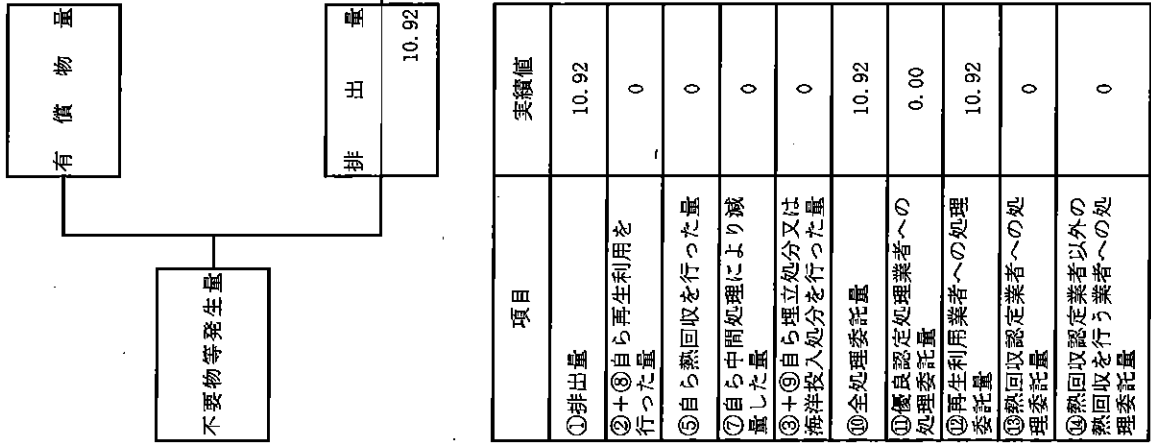 有償物量
不要物等発生量
排出量
10.92
項目
実績値
①排出量
10.92
②+⑧自ら再生利用を
行った量
0
⑤自ら熱回収を行った量
0
⑦自ら中間処理により減
量した量
0
③+⑨自ら埋立処分又は
海洋投入処分を行った量
0
⑩全処理委託量
10.92
⑪優良認定処理業者への
処理委託量
0.00
⑫再生利用業者への処理
委託量
10.92
⑬熱回収認定業者への処
理委託量
0
⑭熱回収認定業者以外の
熱回収を行う業者への処
理委託量
0